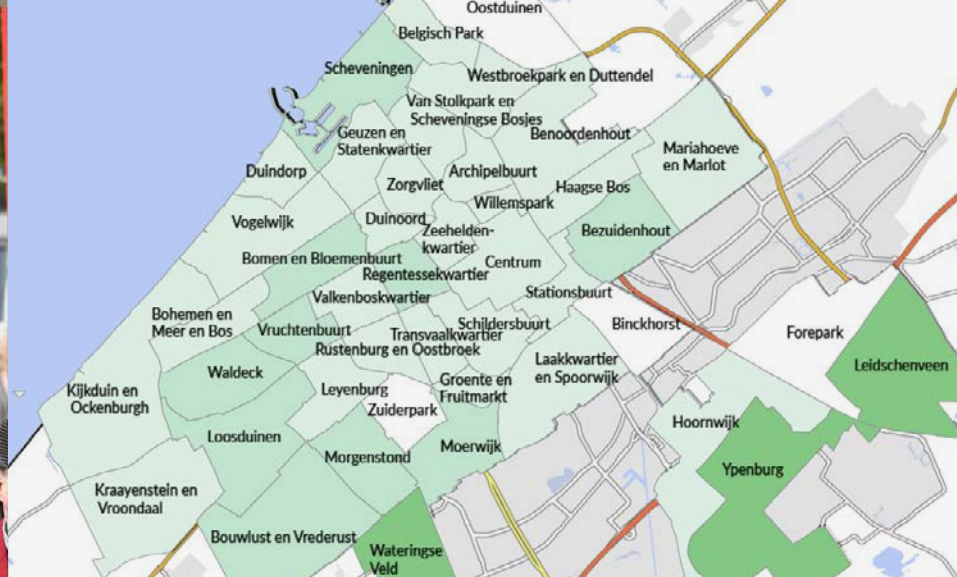 Oostduinen
Belgisch Park
Scheveningen
Westbroekpark en Duttendel
Van Stolkpark en
Scheveningse Bosjes
Geuzen en
Statenkwartier
Benoordenhout
Mariahoeve
en Marlot
Duindorp
Archipelbuurt
Zorgvliet
Haagse Bos
Willemspark
Vogelwijk
Duinoord
Zeehelden-
kwartier
Bezuidenhout
Bomen en Bloemenbuurt
Centrum
Regentessekwartier
Stationsbuurt
Valkenboskwartier
Bohemen en
Meer en Bos
Vruchtenbuurt
Schildersbuurt
Transvaalkwartier
Binckhorst
Forepark
Rustenburg en Oostbroek
Laakkwartier
en Spoorwijk
Leidschenveen
Waldeck
Groente en
Fruitmarkt
Kijkduin en
Ockenburgh
Leyenburg
Zuiderpark
Hoornwijk
Loosduinen
Moerwijk
Morgenstond
Ypenburg
Kraayenstein en
Vroondaal
Bouwlust en Vrederust
Wateringse
Veld